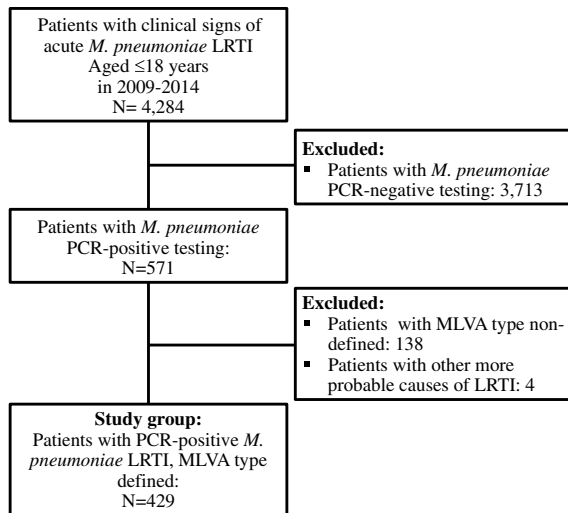 Patients with clinical signs of
acute M. pneumoniae LRTI
Aged ≤18 years
in 2009-2014
N= 4,284
Excluded:
▪ Patients with M. pneumoniae
PCR-negative testing: 3,713
Patients with M. pneumoniae
PCR-positive testing:
N=571
Excluded:
▪ Patients with MLVA type non-
defined: 138
▪ Patients with other more
probable causes of LRTI: 4
Study group:
Patients with PCR-positive M.
pneumoniae LRTI, MLVA type
defined:
N=429